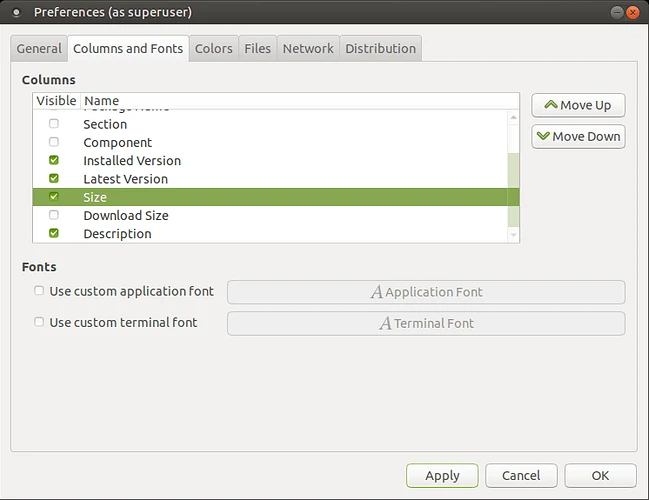 Preferences (as superuser)
General Columns and Fonts Colors Files Network Distribution
Columns
Visible Name
Section
Component
Installed Version
Latest Version
Size
Download Size
Description
Move Up
Move Down
Fonts
Use custom application font
Application Font
Use custom terminal font
Terminal Font
Apply Cancel OK